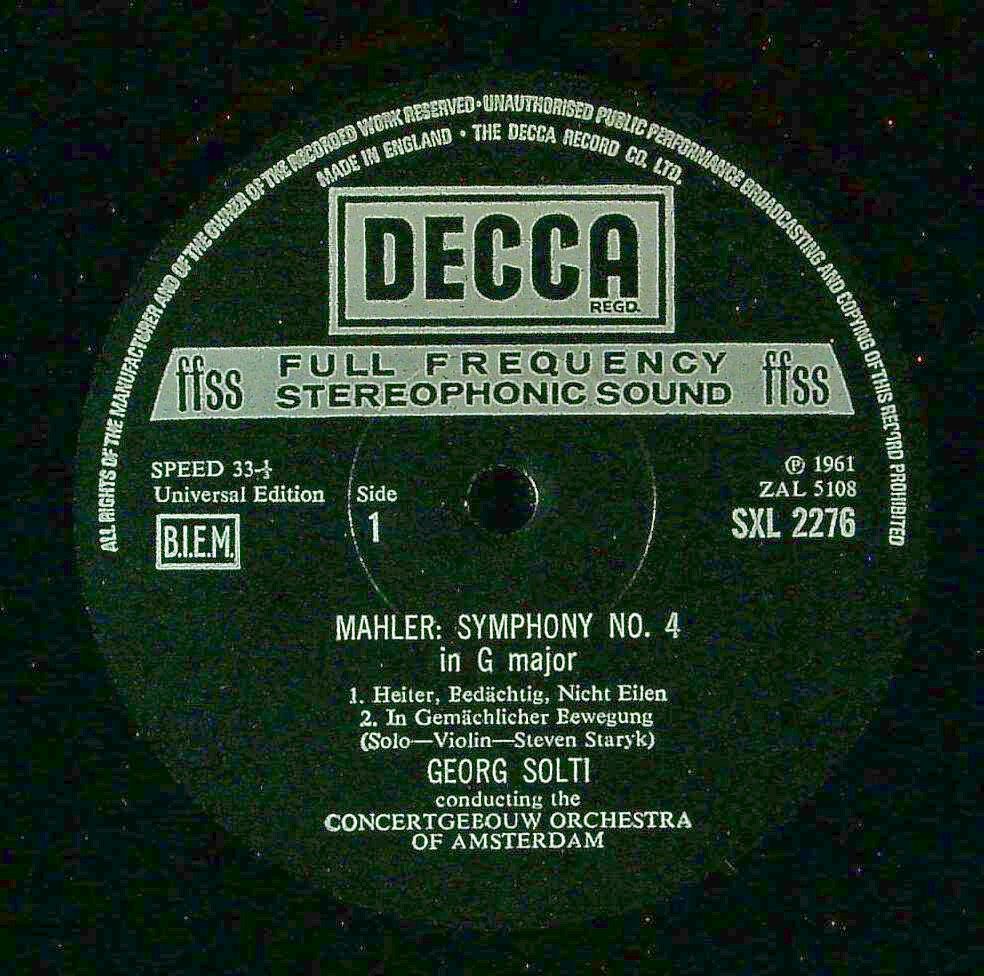 ALL RIGHTS OF THE MANUFACTURER AND OF THE OWNER OF THE RECORDED WORK RESERVED · UNAUTHORISED PUBLIC PERFORMANCE BROADCASTING AND COPYING OF THIS RECORD PROHIBITED
MADE IN ENGLAND · THE DECCA RECORD CO. LTD.
DECCA
REGD.
ffss FULL FREQUENCY STEREOPHONIC SOUND ffss
SPEED 33-⅓
Universal Edition
B.I.E.M.
Side
1
℗ 1961
ZAL 5108
SXL 2276
MAHLER: SYMPHONY NO. 4
in G major
1. Heiter, Bedächtig, Nicht Eilen
2. In Gemächlicher Bewegung
(Solo—Violin—Steven Staryk)
GEORG SOLTI
conducting the
CONCERTGEBOUW ORCHESTRA
OF AMSTERDAM